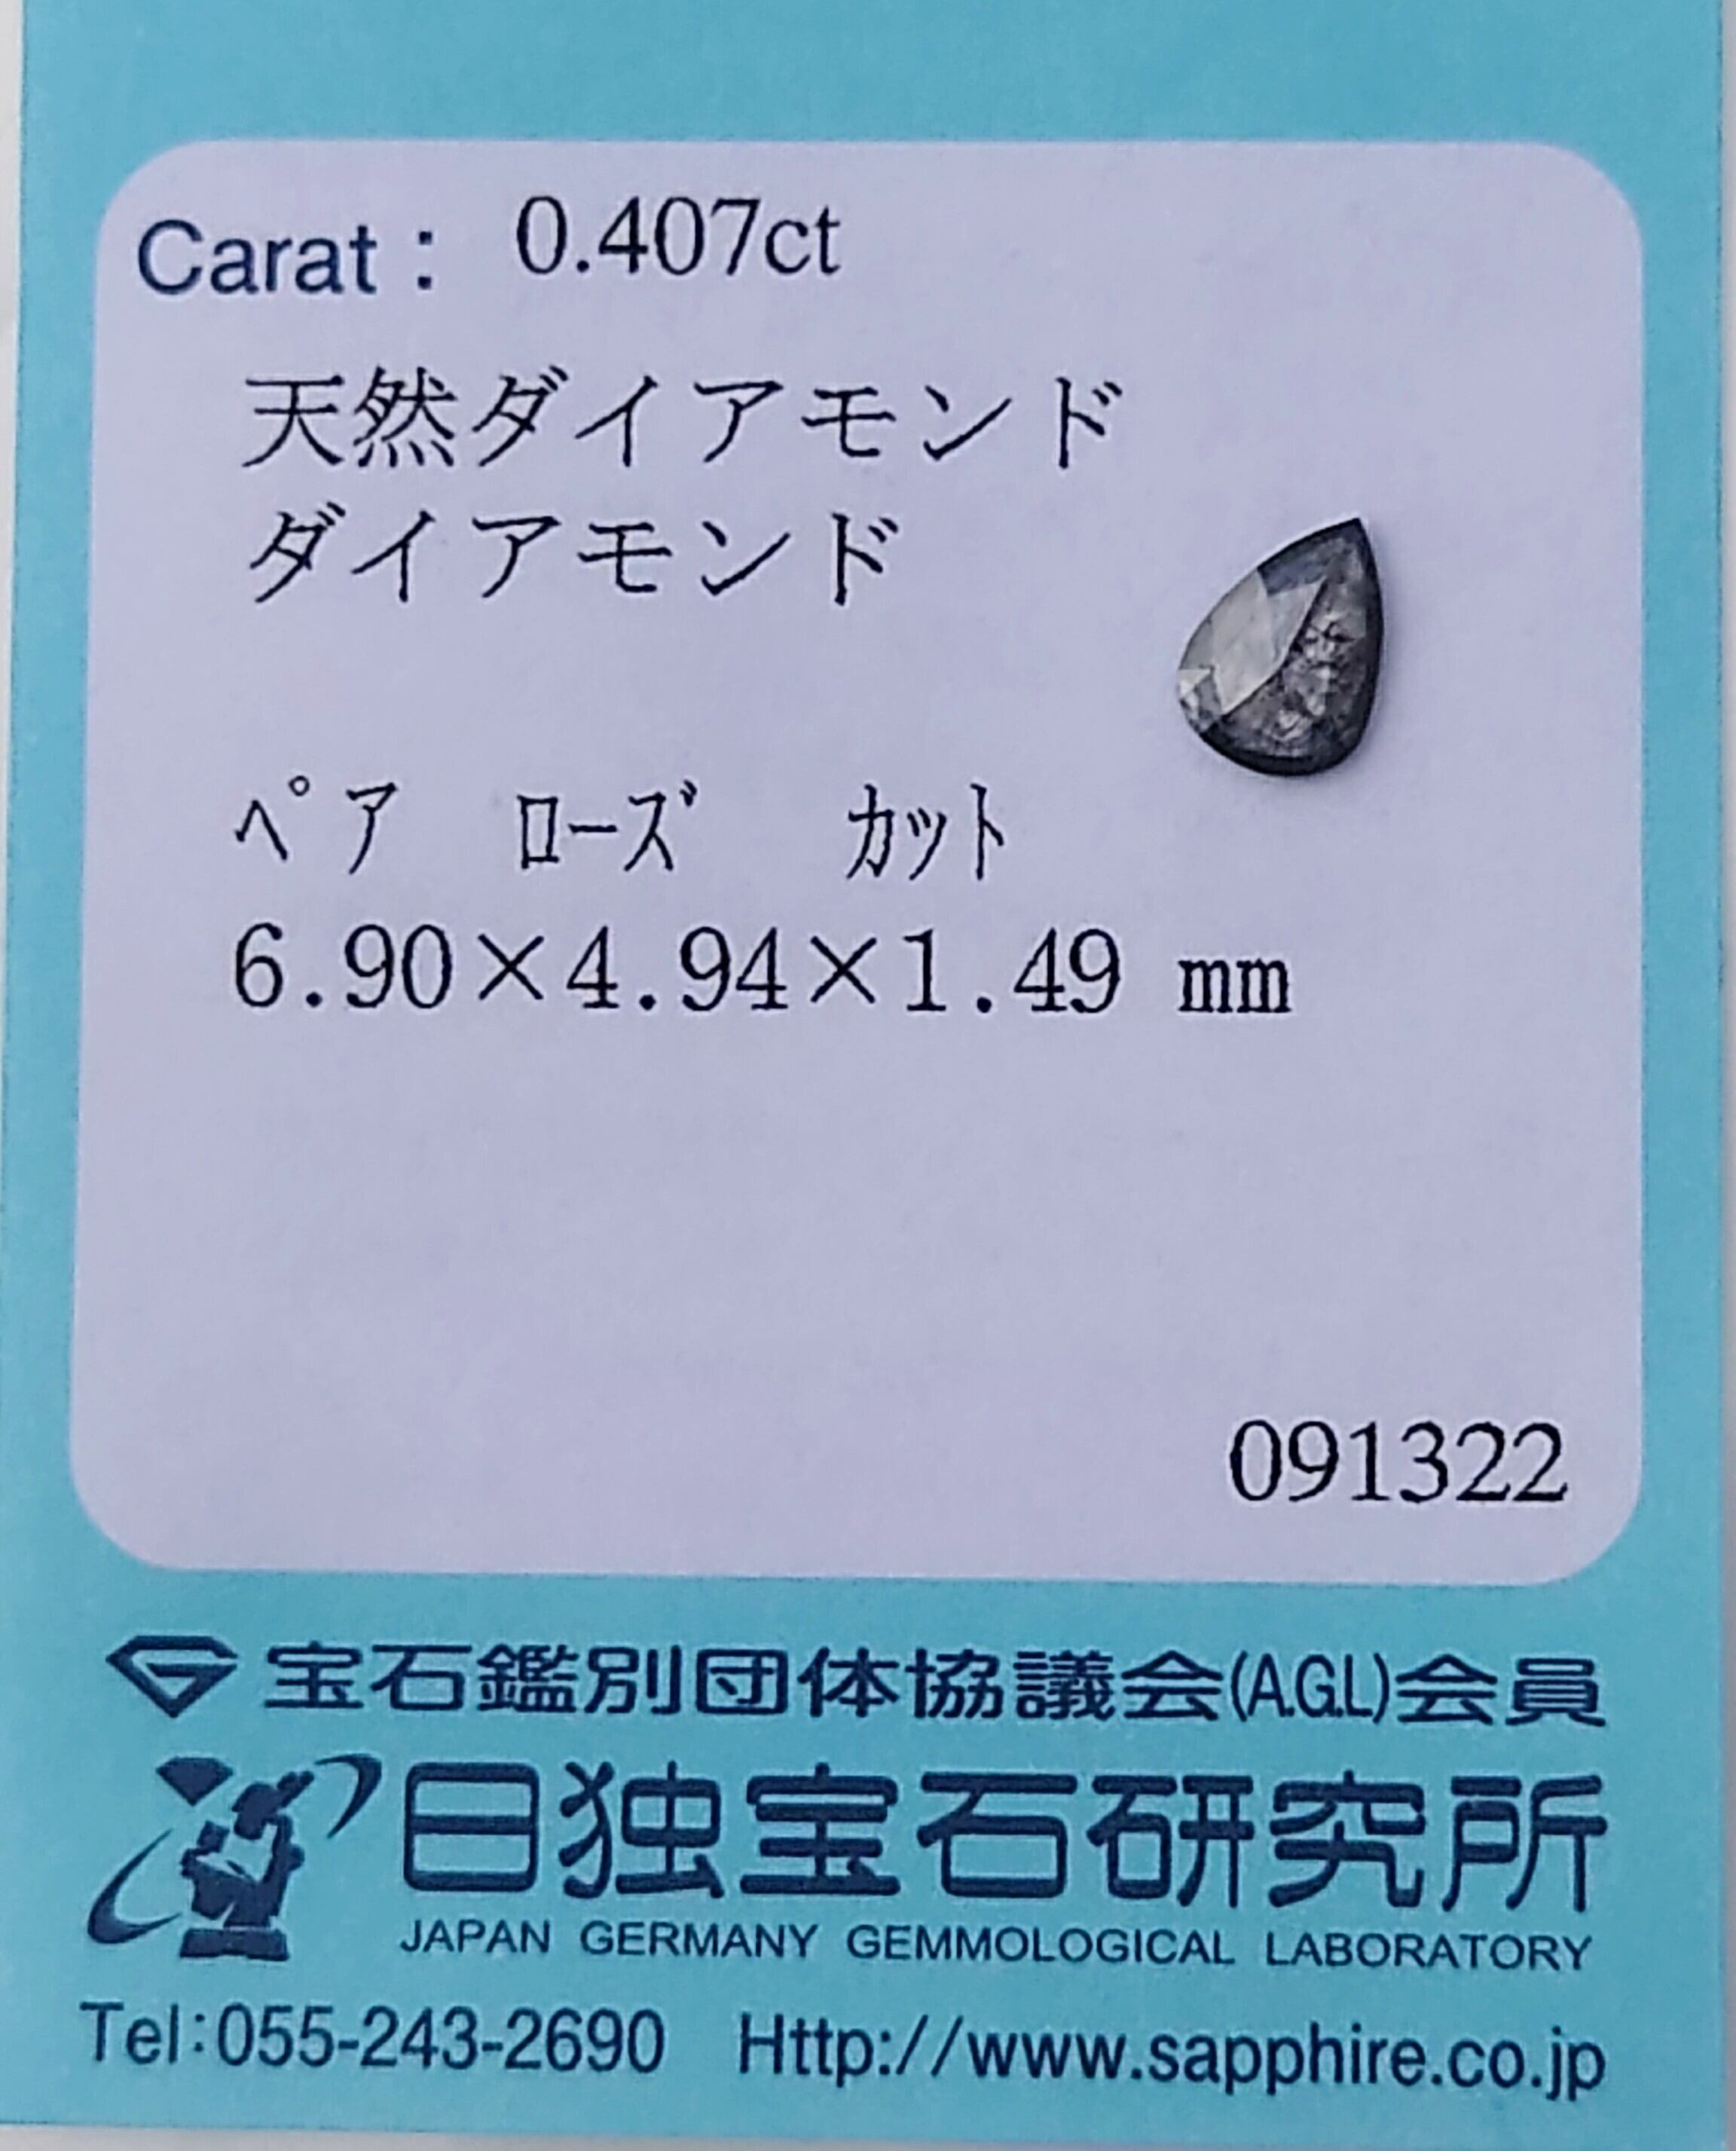 Carat : 0.407ct
天然ダイアモンド
ダイアモンド
ﾍﾟｱ ﾛｰｽﾞ ｶｯﾄ
6.90×4.94×1.49 mm
091322
宝石鑑別団体協議会(A.G.L)会員
日独宝石研究所
JAPAN GERMANY GEMMOLOGICAL LABORATORY
Tel:055-243-2690 Http://www.sapphire.co.jp